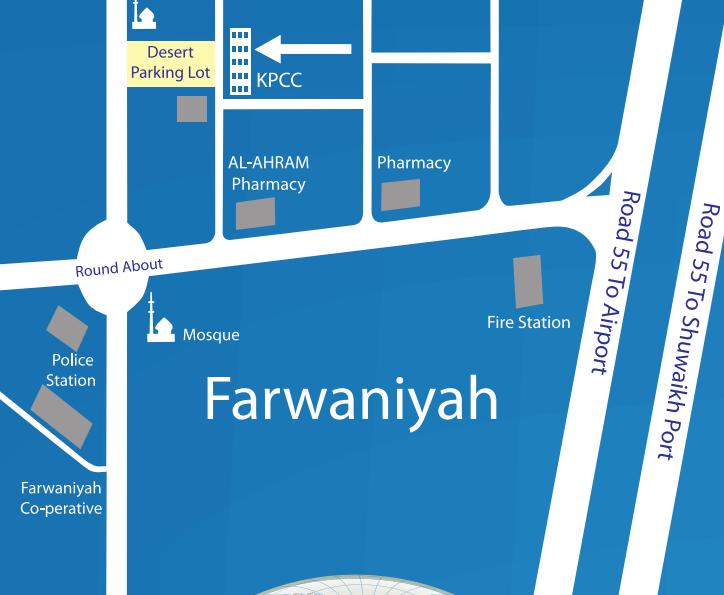 Desert
Parking Lot
KPCC
AL-AHRAM
Pharmacy
Pharmacy
Round About
Road 55 To Airport
Road 55 To Shuwaikh Port
Mosque
Fire Station
Police
Station
Farwaniyah
Farwaniyah
Co-perative